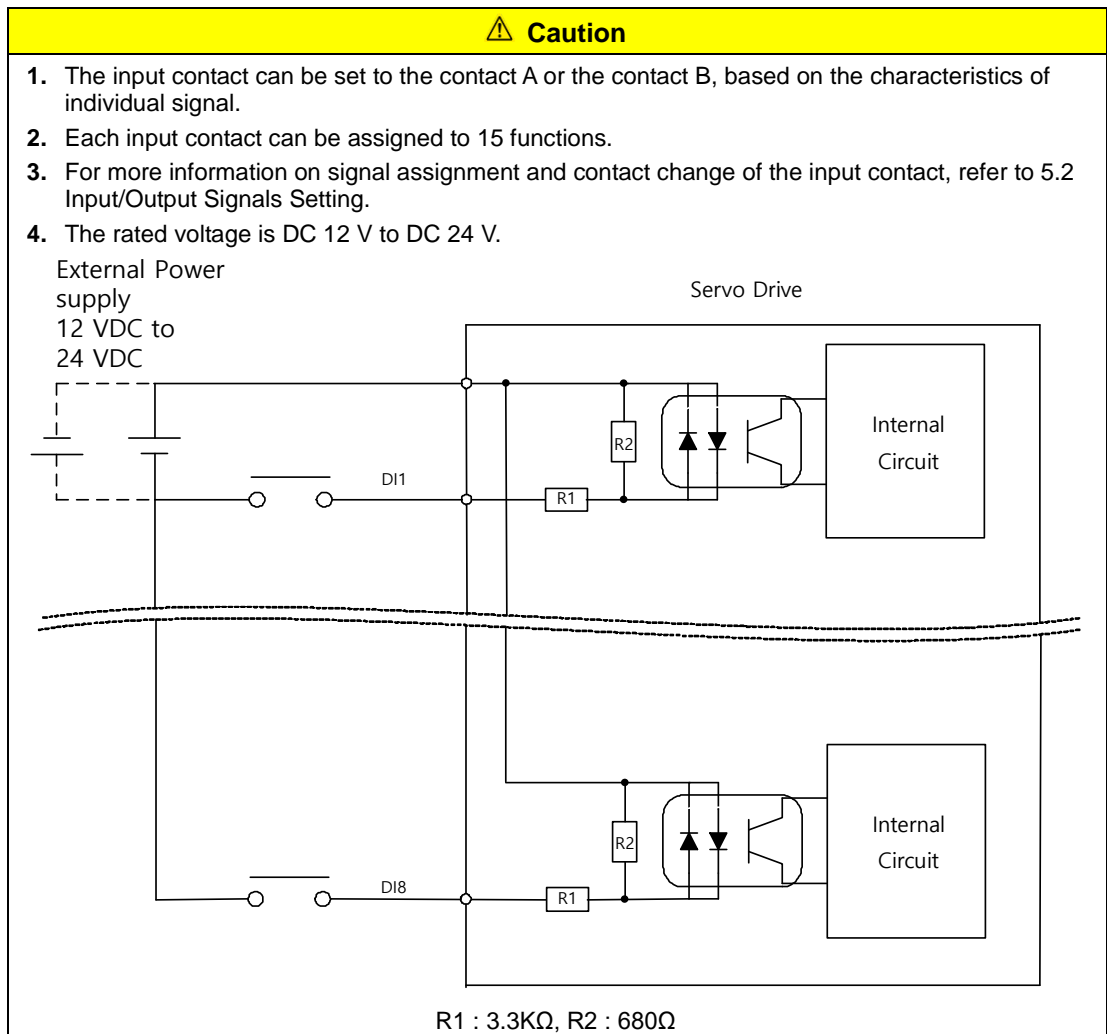 ⚠ Caution
1. The input contact can be set to the contact A or the contact B, based on the characteristics of
individual signal.
2. Each input contact can be assigned to 15 functions.
3. For more information on signal assignment and contact change of the input contact, refer to 5.2
Input/Output Signals Setting.
4. The rated voltage is DC 12 V to DC 24 V.
External Power
supply
12 VDC to
24 VDC
Servo Drive
R2
Internal
Circuit
DI1
R1
R2
Internal
Circuit
DI8
R1
R1 : 3.3KΩ, R2 : 680Ω